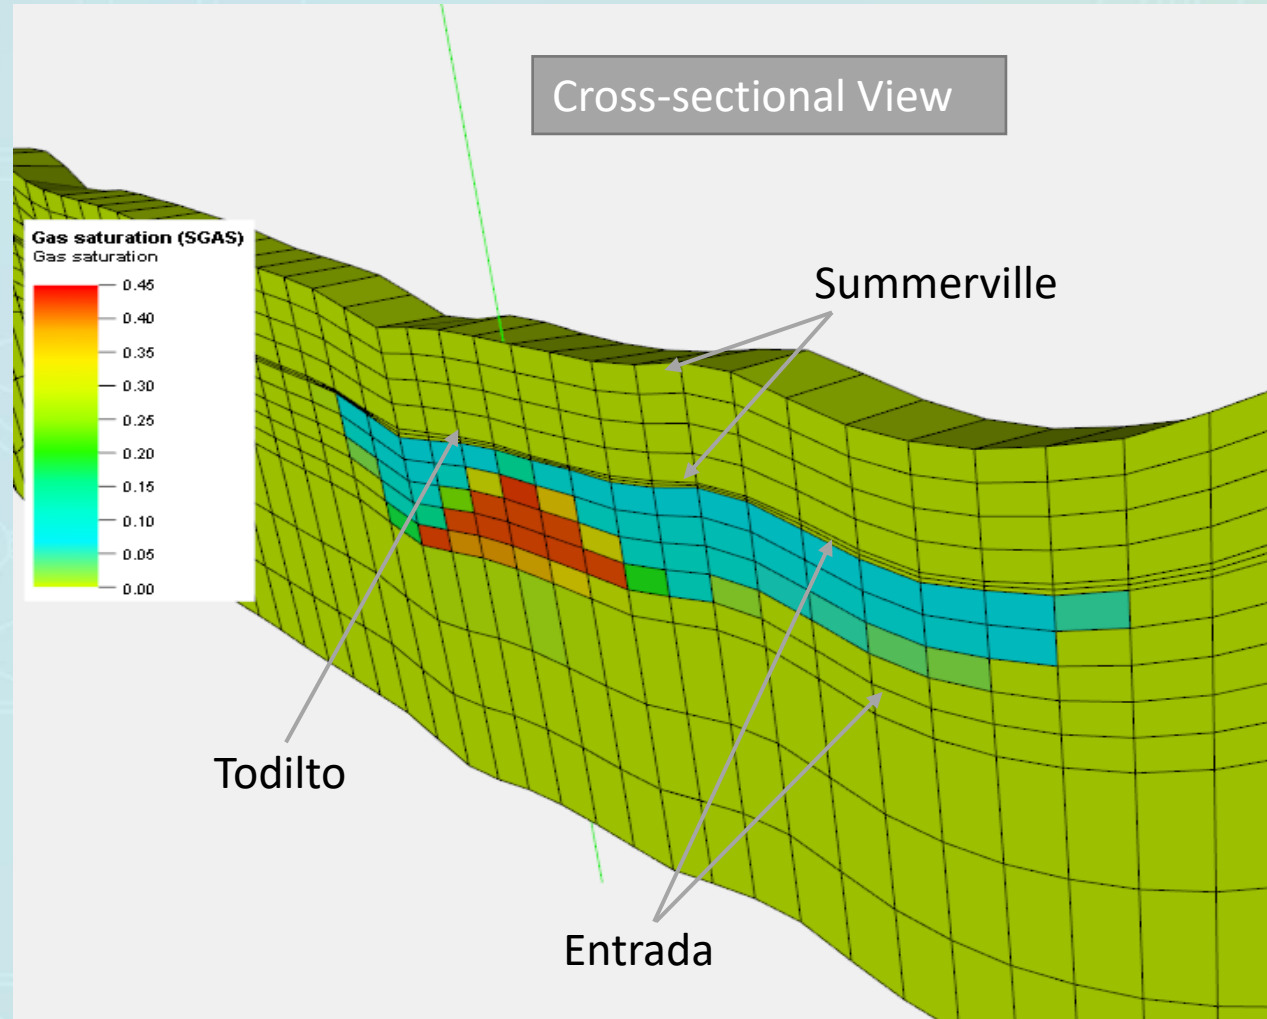 Cross-sectional View
Gas saturation (SGAS)
Gas saturation
0.45
0.40
0.35
0.30
0.25
0.20
0.15
0.10
0.05
0.00
Summerville
Todilto
Entrada